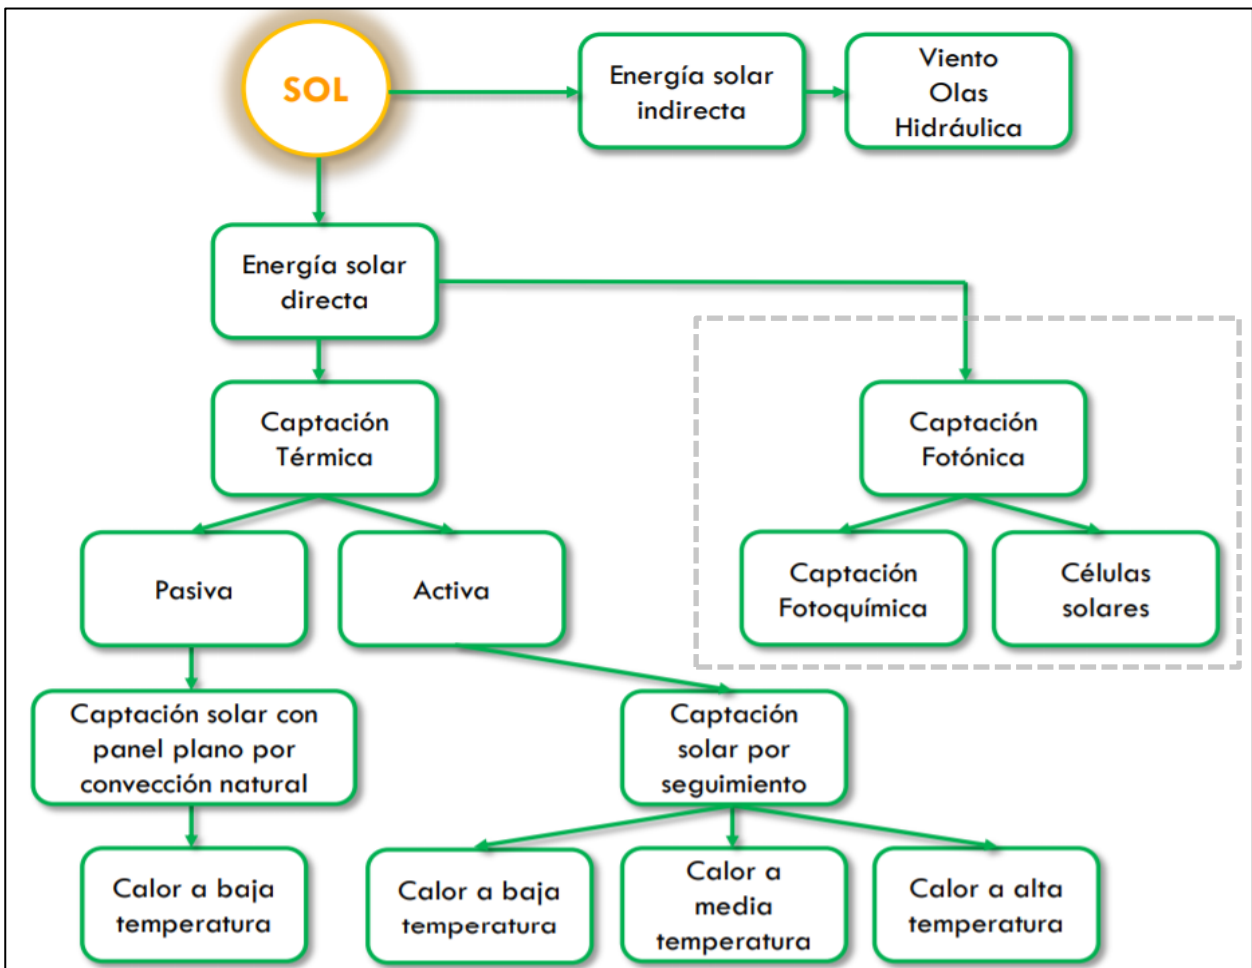 SOL
Energía solar
indirecta
Viento
Olas
Hidráulica
Energía solar
directa
Captación
Térmica
Captación
Fotónica
Pasiva
Activa
Captación
Fotoquímica
Células
solares
Captación solar con
panel plano por
convección natural
Captación
solar por
seguimiento
Calor a baja
temperatura
Calor a baja
temperatura
Calor a
media
temperatura
Calor a alta
temperatura